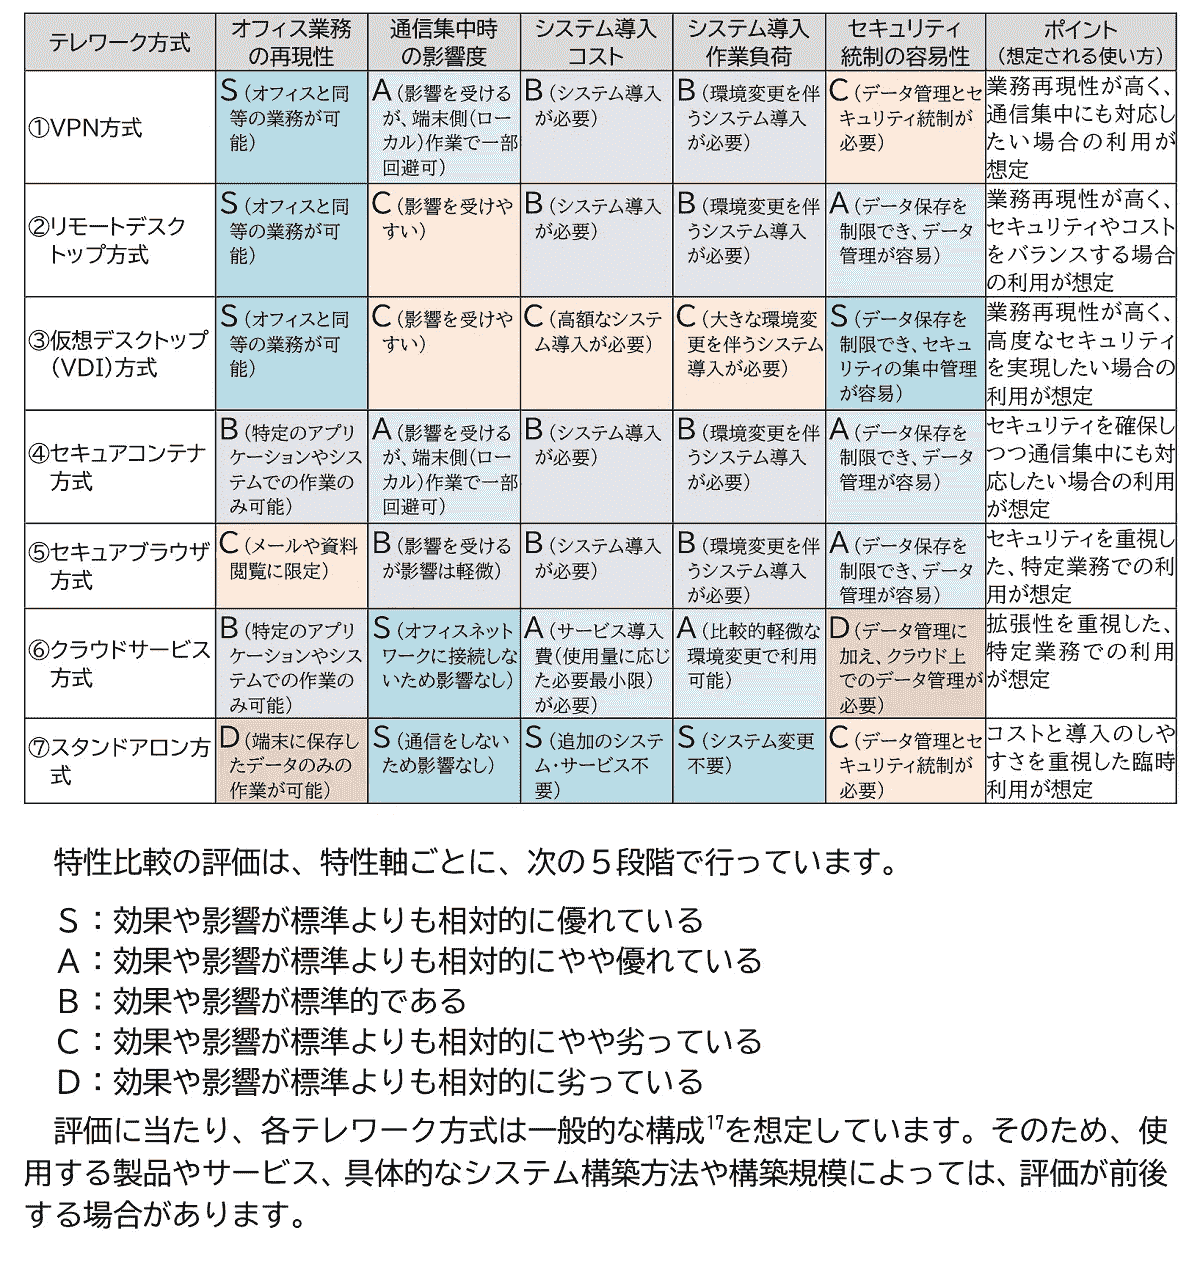 テレワーク方式
オフィス業務
の再現性
通信集中時
の影響度
システム導入
コスト
システム導入
作業負荷
セキュリティ
統制の容易性
ポイント
（想定される使い方）
①VPN方式
S（オフィスと同
等の業務が可
能）
A（影響を受ける
が、端末側（ロー
カル）作業で一部
回避可）
B（システム導入
が必要）
B（環境変更を伴
うシステム導入
が必要）
C（データ管理とセ
キュリティ統制が
必要）
業務再現性が高く、
通信集中にも対応し
たい場合の利用が
想定
②リモートデスク
トップ方式
S（オフィスと同
等の業務が可
能）
C（影響を受けや
すい）
B（システム導入
が必要）
B（環境変更を伴
うシステム導入
が必要）
A（データ保存を
制限でき、データ
管理が容易）
業務再現性が高く、
セキュリティやコスト
をバランスする場合
の利用が想定
③仮想デスクトップ
（VDI）方式
S（オフィスと同
等の業務が可
能）
C（影響を受けや
すい）
C（高額なシステ
ム導入が必要）
C（大きな環境変
更を伴うシステム
導入が必要）
S（データ保存を
制限でき、セキュ
リティの集中管理
が容易）
業務再現性が高く、
高度なセキュリティ
を実現したい場合の
利用が想定
④セキュアコンテナ
方式
B（特定のアプリ
ケーションやシス
テムでの作業の
み可能）
A（影響を受ける
が、端末側（ロー
カル）作業で一部
回避可）
B（システム導入
が必要）
B（環境変更を伴
うシステム導入
が必要）
A（データ保存を
制限でき、データ
管理が容易）
セキュリティを確保し
つつ通信集中にも対
応したい場合の利用
が想定
⑤セキュアブラウザ
方式
C（メールや資料
閲覧に限定）
B（影響を受ける
が影響は軽微）
B（システム導入
が必要）
B（環境変更を伴
うシステム導入
が必要）
A（データ保存を
制限でき、データ
管理が容易）
セキュリティを重視し
た、特定業務での利
用が想定
⑥クラウドサービス
方式
B（特定のアプリ
ケーションやシス
テムでの作業の
み可能）
S（オフィスネット
ワークに接続しな
いため影響なし）
A（サービス導入
費（使用量に応じ
た必要最小限）
が必要）
A（比較的軽微な
環境変更で利用
可能）
D（データ管理に
加え、クラウド上
でのデータ管理が
必要）
拡張性を重視した、
特定業務での利用
が想定
⑦スタンドアロン方
式
D（端末に保存し
たデータのみの
作業が可能）
S（通信をしない
ため影響なし）
S（追加のシステ
ム・サービス不
要）
S（システム変更
不要）
C（データ管理とセ
キュリティ統制が
必要）
コストと導入のしや
すさを重視した臨時
利用が想定
特性比較の評価は、特性軸ごとに、次の５段階で行っています。
S：効果や影響が標準よりも相対的に優れている
A：効果や影響が標準よりも相対的にやや優れている
B：効果や影響が標準的である
C：効果や影響が標準よりも相対的にやや劣っている
D：効果や影響が標準よりも相対的に劣っている
評価に当たり、各テレワーク方式は一般的な構成17を想定しています。そのため、使
用する製品やサービス、具体的なシステム構築方法や構築規模によっては、評価が前後
する場合があります。